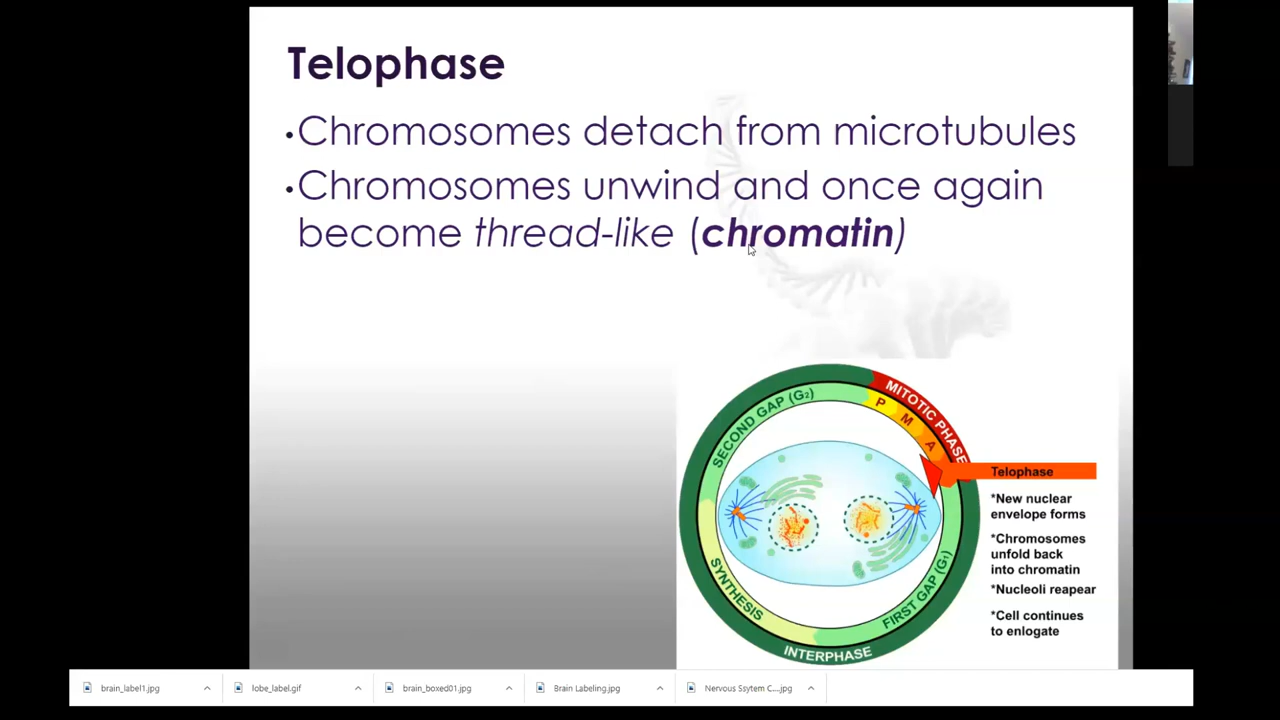 Telophase
•Chromosomes detach from microtubules
•Chromosomes unwind and once again
become thread-like (chromatin)
SECOND GAP (G2)
MITOTIC PHASE
P
M
A
Telophase
*New nuclear
envelope forms
*Chromosomes
unfold back
into chromatin
*Nucleoli reapear
*Cell continues
to enlogate
SYNTHESIS
FIRST GAP (G1)
INTERPHASE
brain_label1.jpg
lobe_label.gif
brain_boxed01.jpg
Brain Labeling.jpg
Nervous Ssytem C....jpg